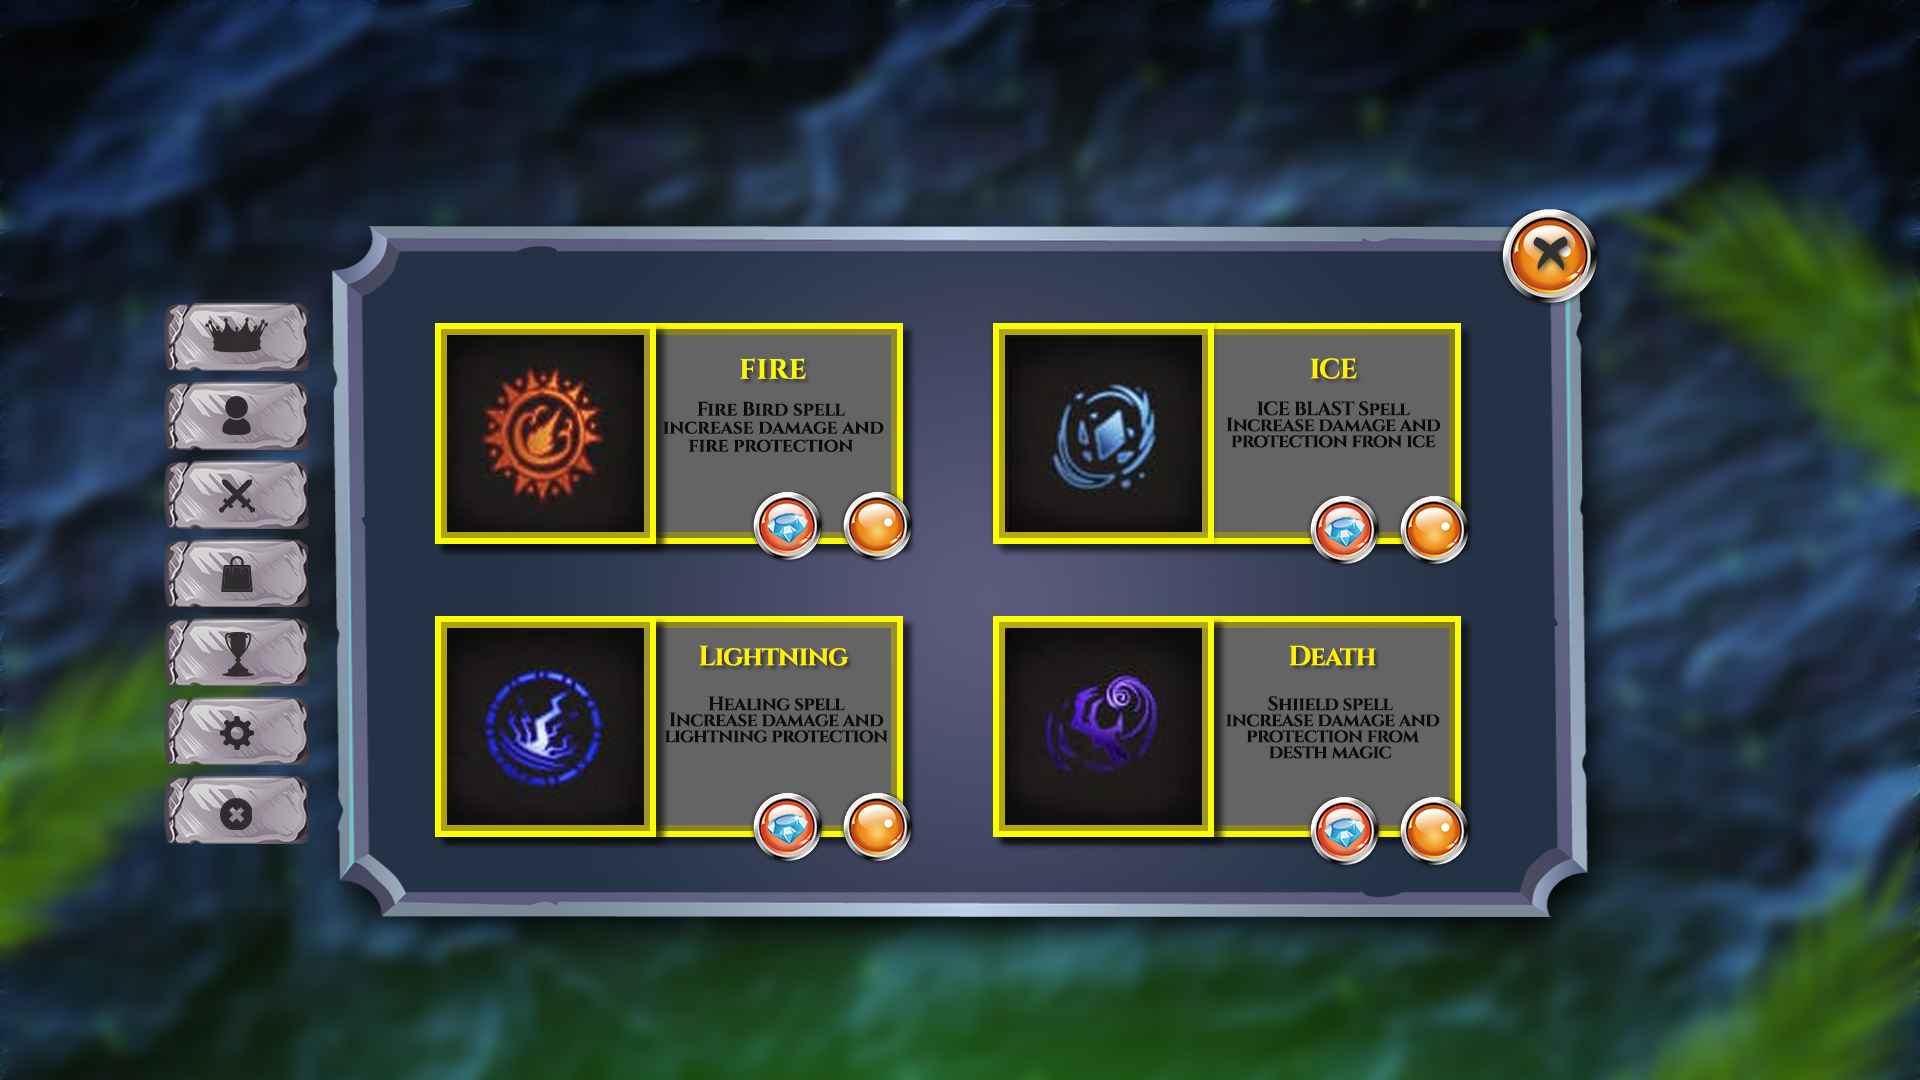 FIRE
FIRE BIRD SPELL
INCREASE DAMAGE AND
FIRE PROTECTION
ICE
ICE BLAST SPELL
INCREASE DAMAGE AND
PROTECTION FRON ICE
LIGHTNING
HEALING SPELL
INCREASE DAMAGE AND
LIGHTNING PROTECTION
DEATH
SHIIELD SPELL
INCREASE DAMAGE AND
PROTECTION FROM
DESTH MAGIC